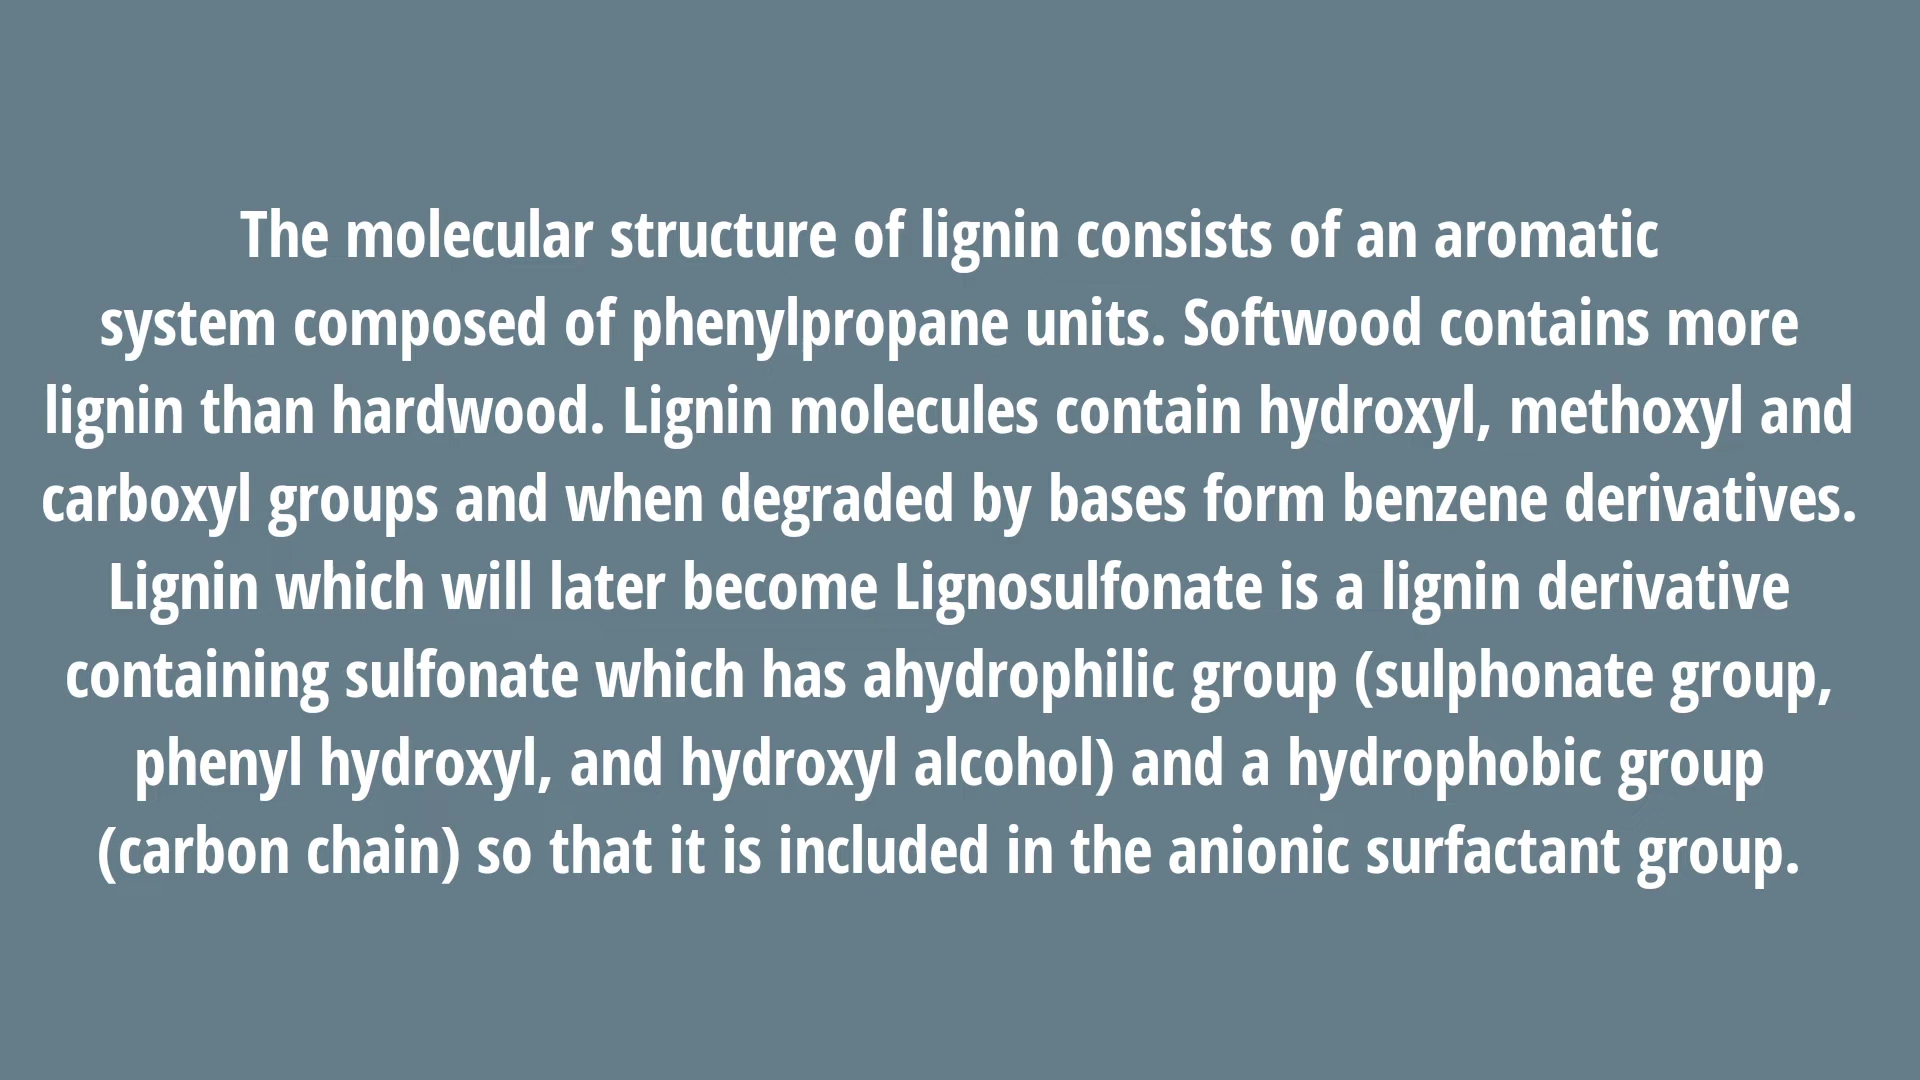 The molecular structure of lignin consists of an aromatic
system composed of phenylpropane units. Softwood contains more
lignin than hardwood. Lignin molecules contain hydroxyl, methoxyl and
carboxyl groups and when degraded by bases form benzene derivatives.
Lignin which will later become Lignosulfonate is a lignin derivative
containing sulfonate which has ahydrophilic group (sulphonate group,
phenyl hydroxyl, and hydroxyl alcohol) and a hydrophobic group
(carbon chain) so that it is included in the anionic surfactant group.